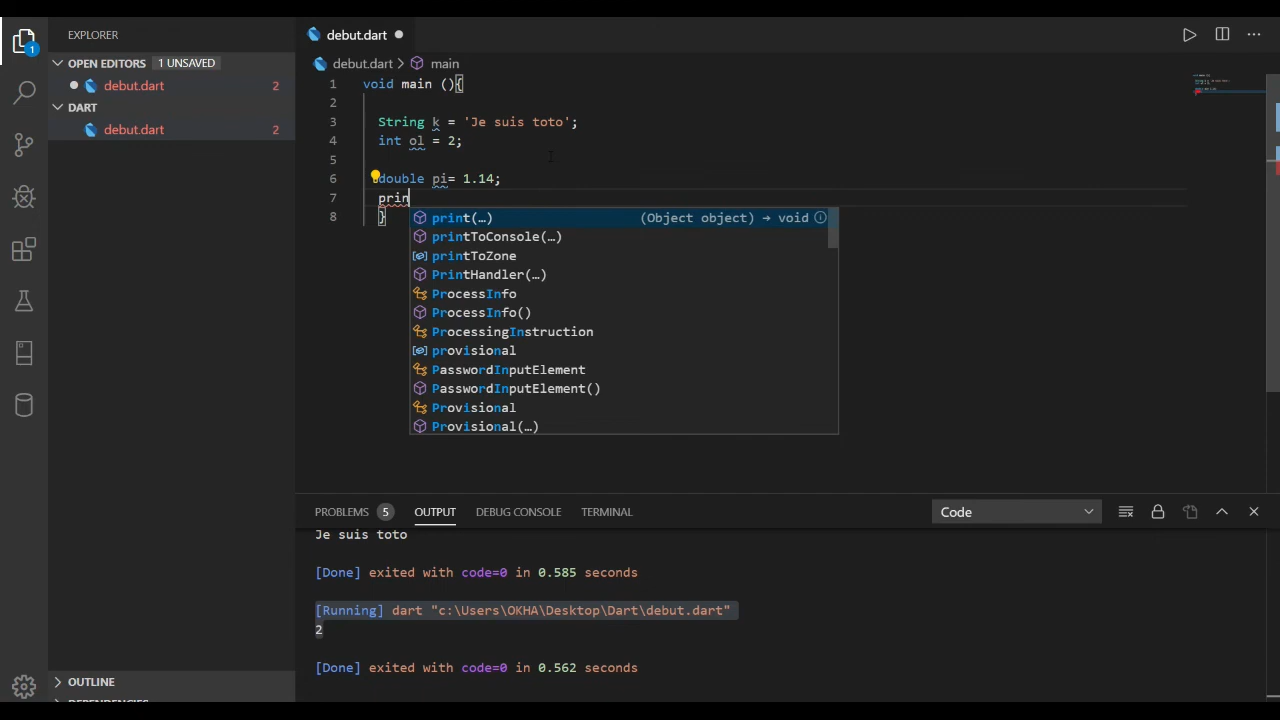 EXPLORER
OPEN EDITORS 1 UNSAVED
debut.dart 2
DART
debut.dart 2
OUTLINE
1
debut.dart
debut.dart > main
1 void main (){
2
3 String k = 'Je suis toto';
4 int ol = 2;
5
6 double pi= 1.14;
7 prin
8 }
print(…) (Object object) → void
printToConsole(…)
printToZone
PrintHandler(…)
ProcessInfo
ProcessInfo()
ProcessingInstruction
provisional
PasswordInputElement
PasswordInputElement()
Provisional
Provisional(…)
PROBLEMS 5 OUTPUT DEBUG CONSOLE TERMINAL Code
Je suis toto
[Done] exited with code=0 in 0.585 seconds
[Running] dart "c:\Users\OKHA\Desktop\Dart\debut.dart"
2
[Done] exited with code=0 in 0.562 seconds